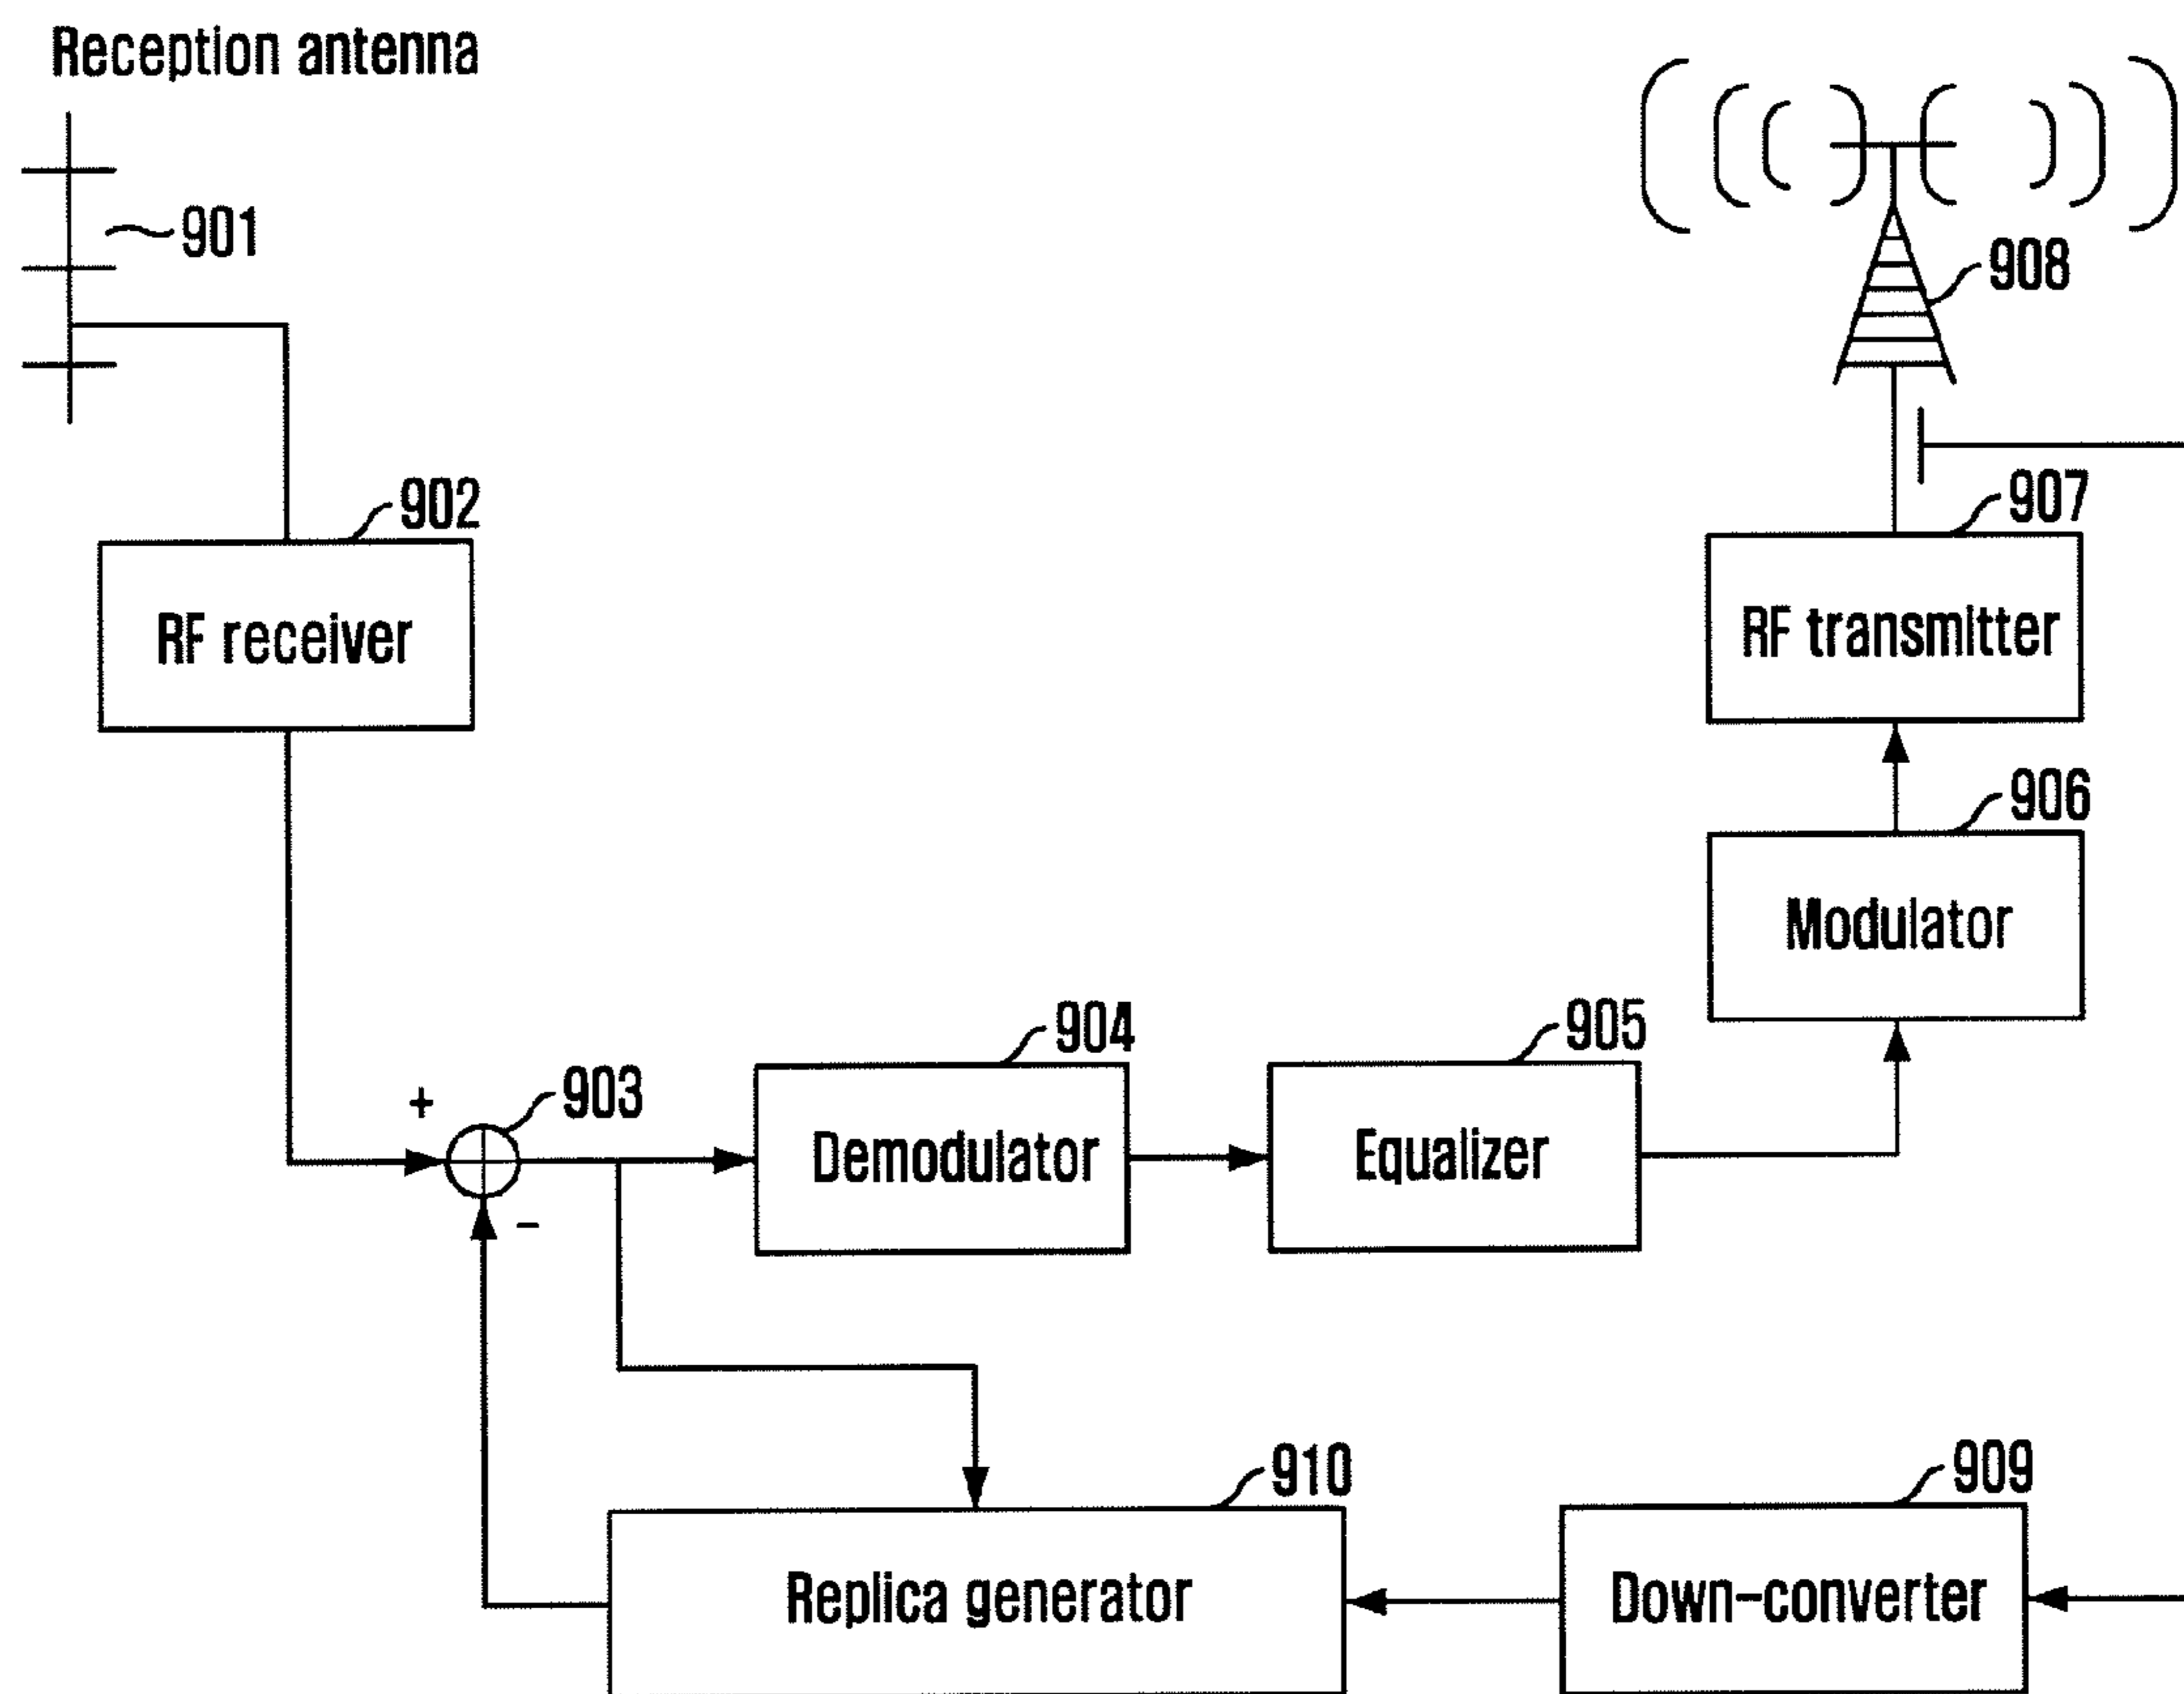 Reception antenna
901
908
902
907
RF receiver
RF transmitter
906
Modulator
904
905
+
903
Demodulator
Equalizer
-
910
909
Replica generator
Down-converter